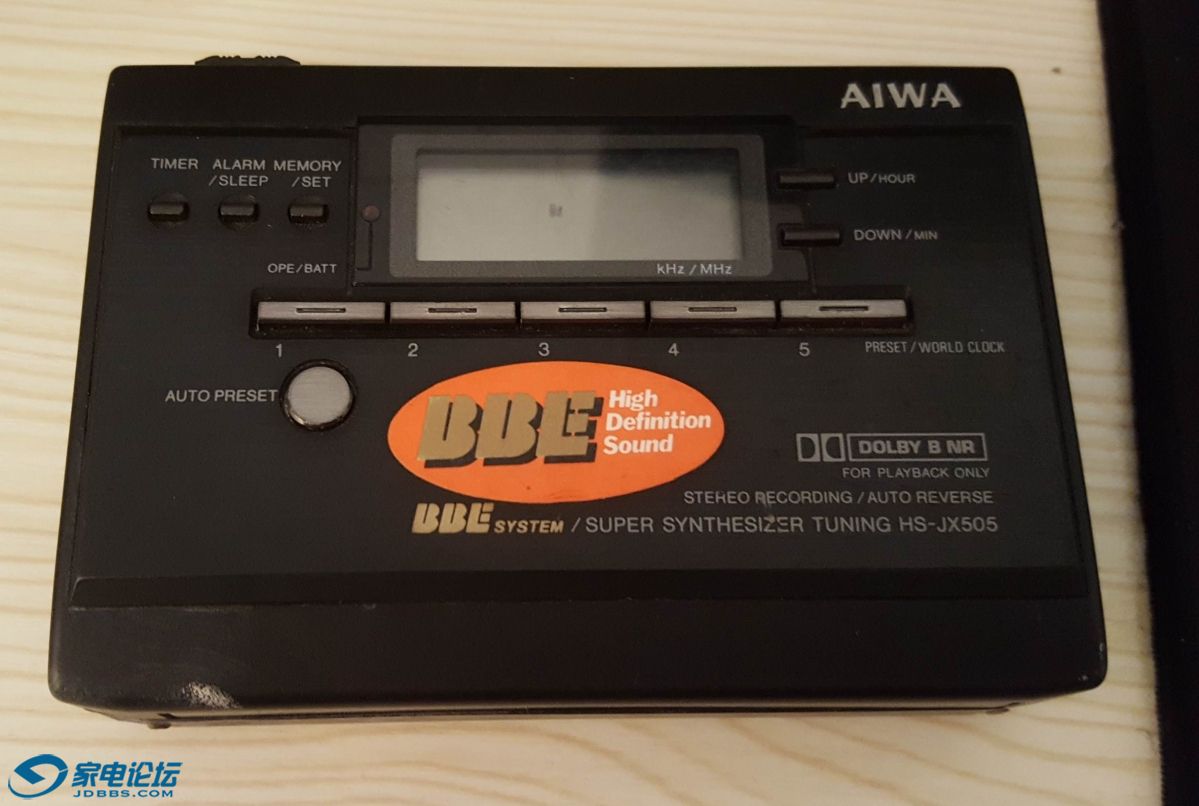 AIWA
TIMER
ALARM
/SLEEP
MEMORY
/SET
UP/HOUR
DOWN/MIN
OPE/BATT
kHz/MHz
1
2
3
4
5
PRESET/WORLD CLOCK
AUTO PRESET
BBE
High
Definition
Sound
DOLBY B NR
FOR PLAYBACK ONLY
STEREO RECORDING/AUTO REVERSE
BBE SYSTEM/SUPER SYNTHESIZER TUNING HS-JX505
家电论坛
JDBBS.COM